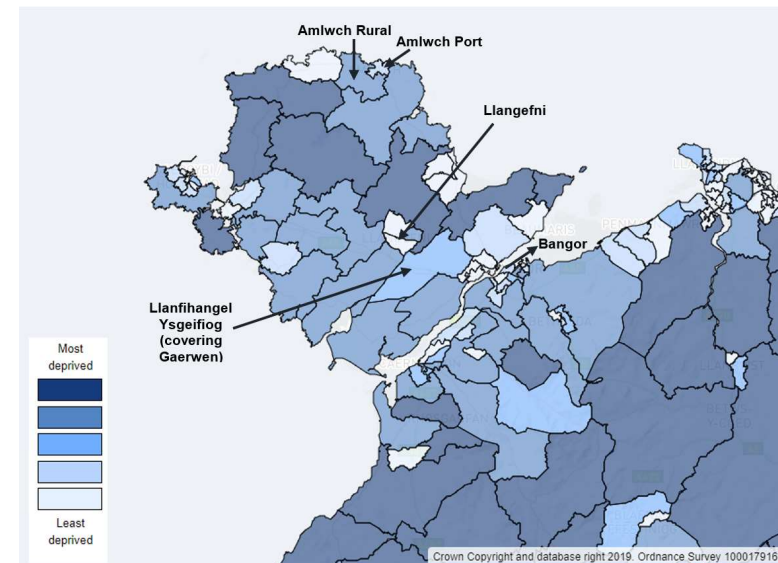 Amlwch Rural
Amlwch Port
Llangefni
Bangor
Llanfihangel
Ysgeifiog
(covering
Gaerwen)
Most
deprived
Least
deprived
Crown Copyright and database right 2019. Ordnance Survey 100017916